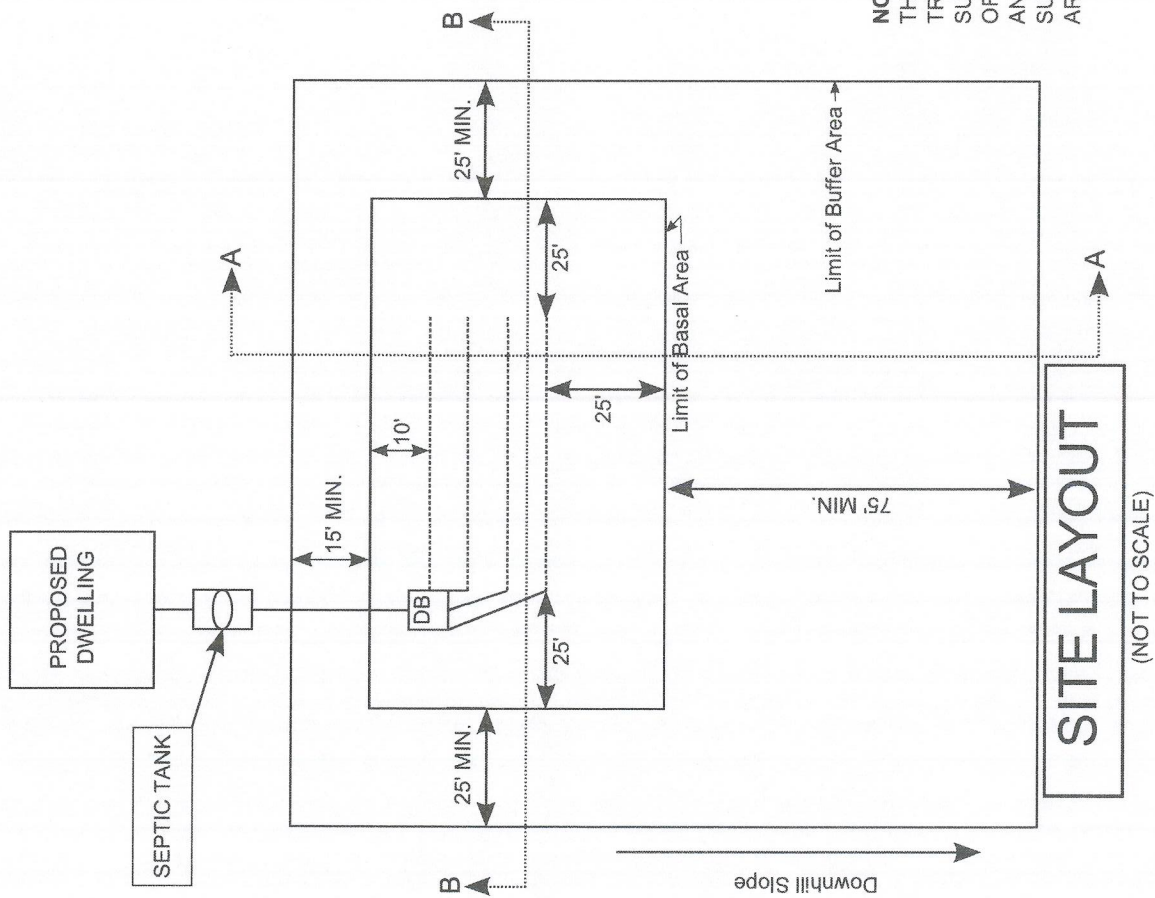 PROPOSED
DWELLING
SEPTIC TANK
B
B
A
A
15' MIN.
10'
25' MIN.
25' MIN.
DB
25'
25'
25'
Limit of Basal Area
Limit of Buffer Area
75' MIN.
Downhill Slope
SITE LAYOUT
(NOT TO SCALE)
NO
TH
TR
SU
OF
AN
SU
AR